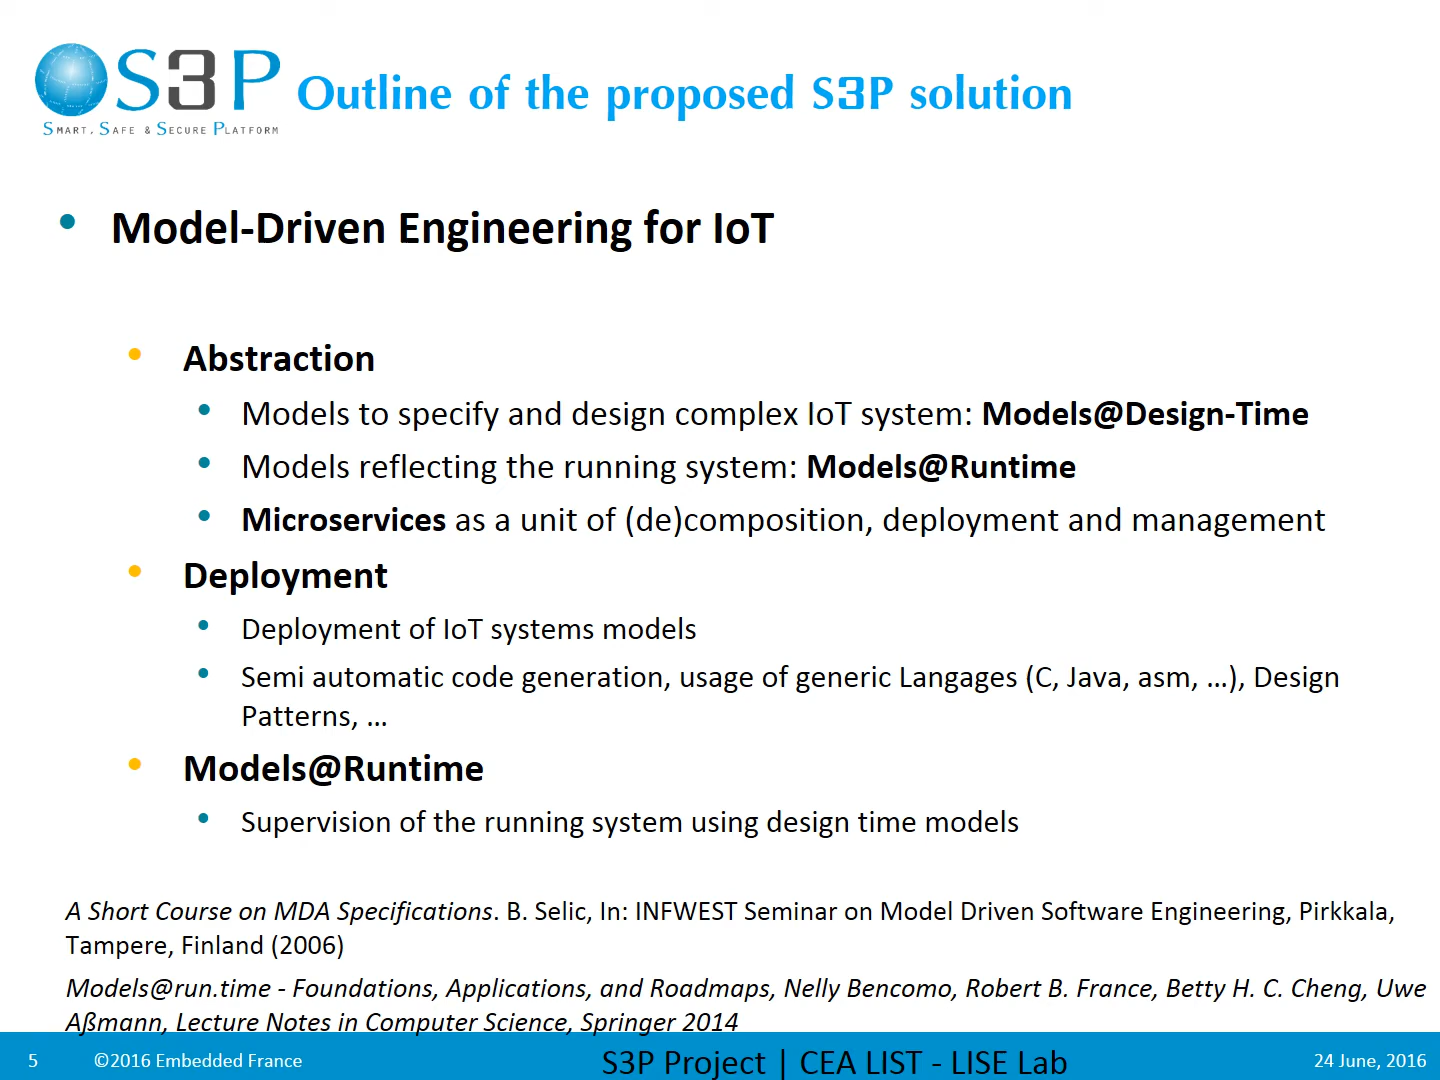 S3P
SMART, SAFE & SECURE PLATFORM
Outline of the proposed S3P solution
• Model-Driven Engineering for IoT
• Abstraction
• Models to specify and design complex IoT system: Models@Design-Time
• Models reflecting the running system: Models@Runtime
• Microservices as a unit of (de)composition, deployment and management
• Deployment
• Deployment of IoT systems models
• Semi automatic code generation, usage of generic Langages (C, Java, asm, …), Design
Patterns, …
• Models@Runtime
• Supervision of the running system using design time models
A Short Course on MDA Specifications. B. Selic, In: INFWEST Seminar on Model Driven Software Engineering, Pirkkala,
Tampere, Finland (2006)
Models@run.time - Foundations, Applications, and Roadmaps, Nelly Bencomo, Robert B. France, Betty H. C. Cheng, Uwe
Aßmann, Lecture Notes in Computer Science, Springer 2014
5 ©2016 Embedded France S3P Project | CEA LIST - LISE Lab 24 June, 2016